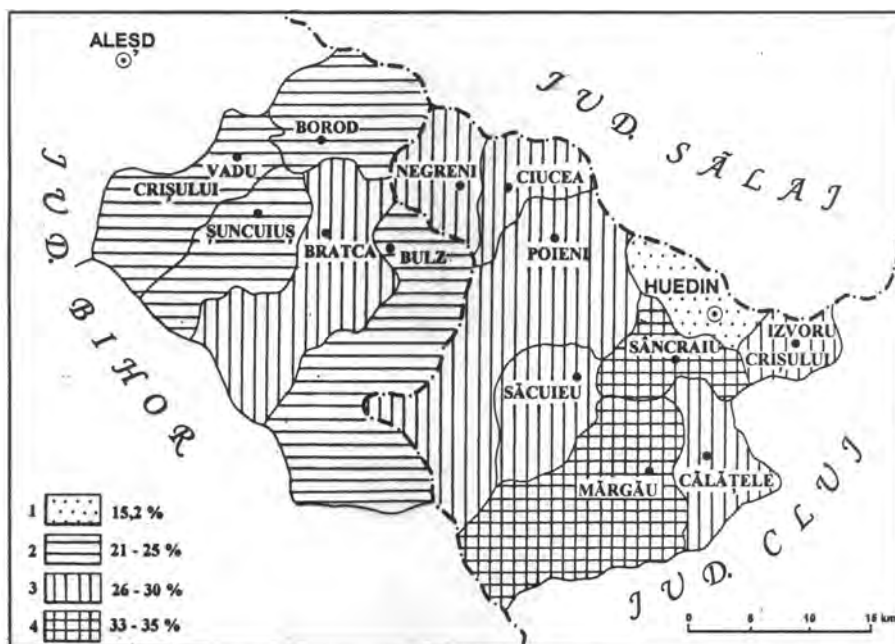 ALEȘD
JUD. SĂLAJ
BOROD
VADU
CRIȘULUI
NEGRENI
CIUCEA
ȘUNCUIUȘ
BRATCA
BULZ
POIENI
JUD. BIHOR
HUEDIN
IZVORU
CRISULUI
SÂNCRAIU
SĂCUIEU
MĂRGĂU
CĂLĂȚELE
JUD. CLUJ
1 15,2 %
2 21 - 25 %
3 26 - 30 %
4 33 - 35 %
0 5 10 15 km